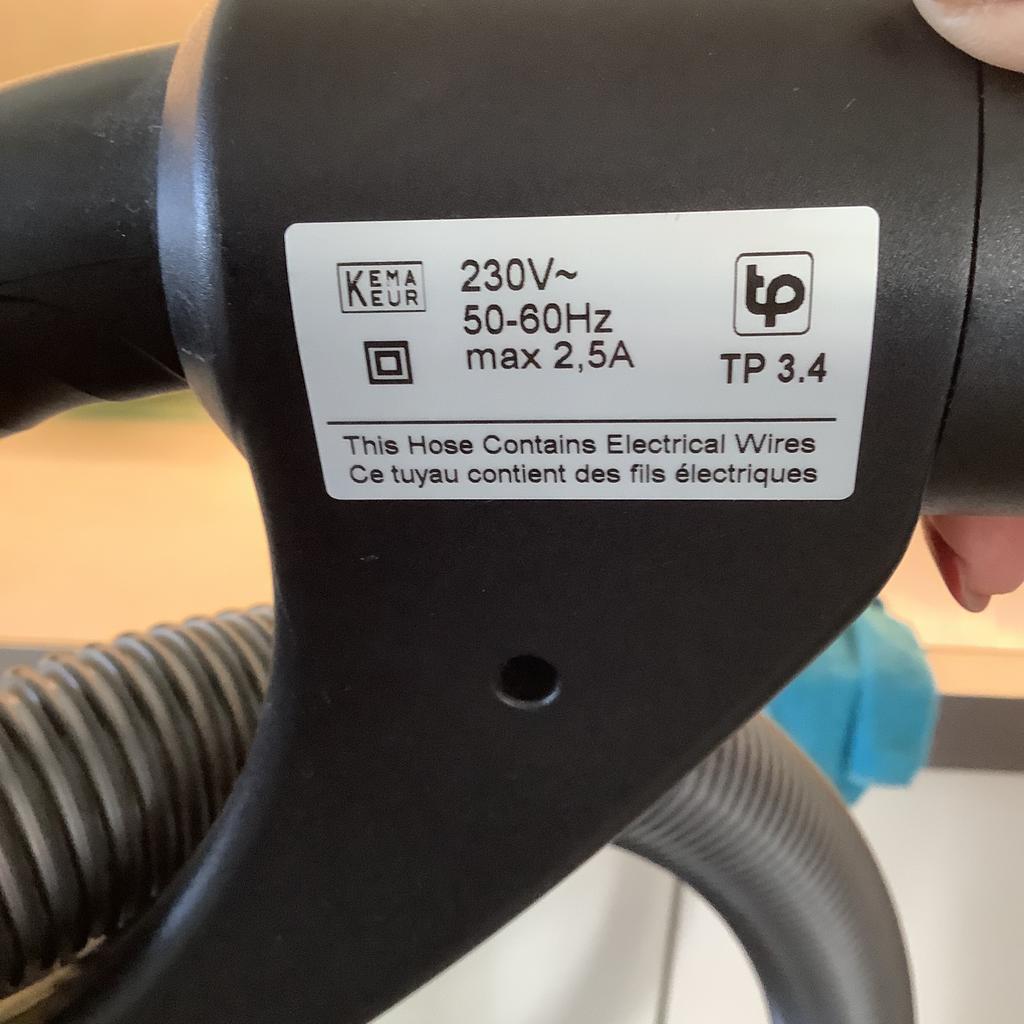 KEMA
KEUR
230V~
50-60Hz
max 2,5A
tp
TP 3.4
This Hose Contains Electrical Wires
Ce tuyau contient des fils électriques